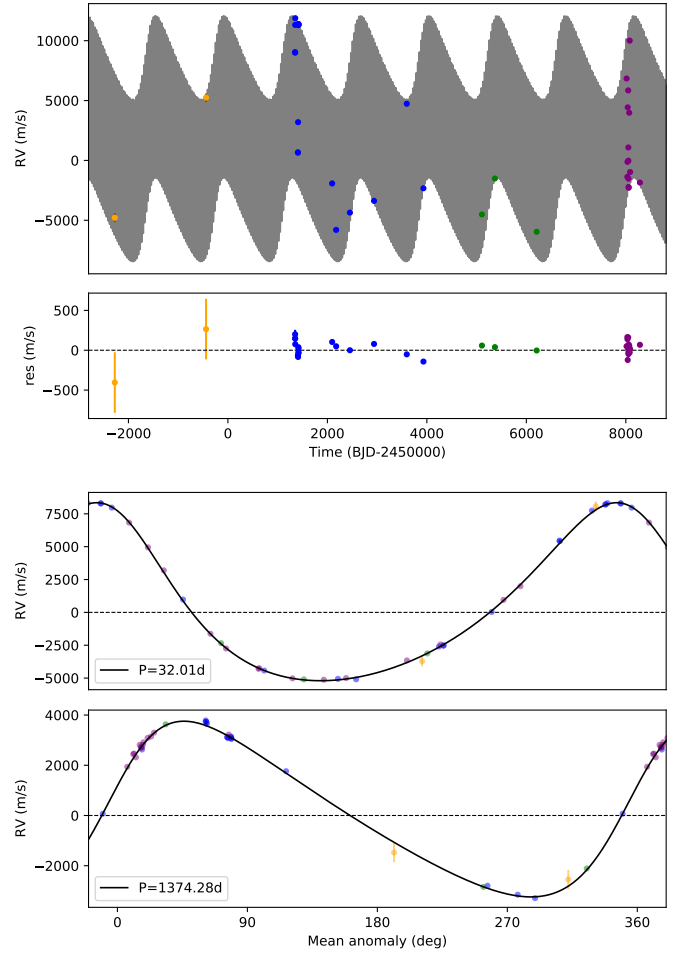 10000
5000
0
−5000
RV (m/s)
500
0
−500
res (m/s)
−2000 0 2000 4000 6000 8000
Time (BJD-2450000)
7500
5000
2500
0
−2500
−5000
RV (m/s)
P=32.01d
4000
2000
0
−2000
RV (m/s)
P=1374.28d
0 90 180 270 360
Mean anomaly (deg)